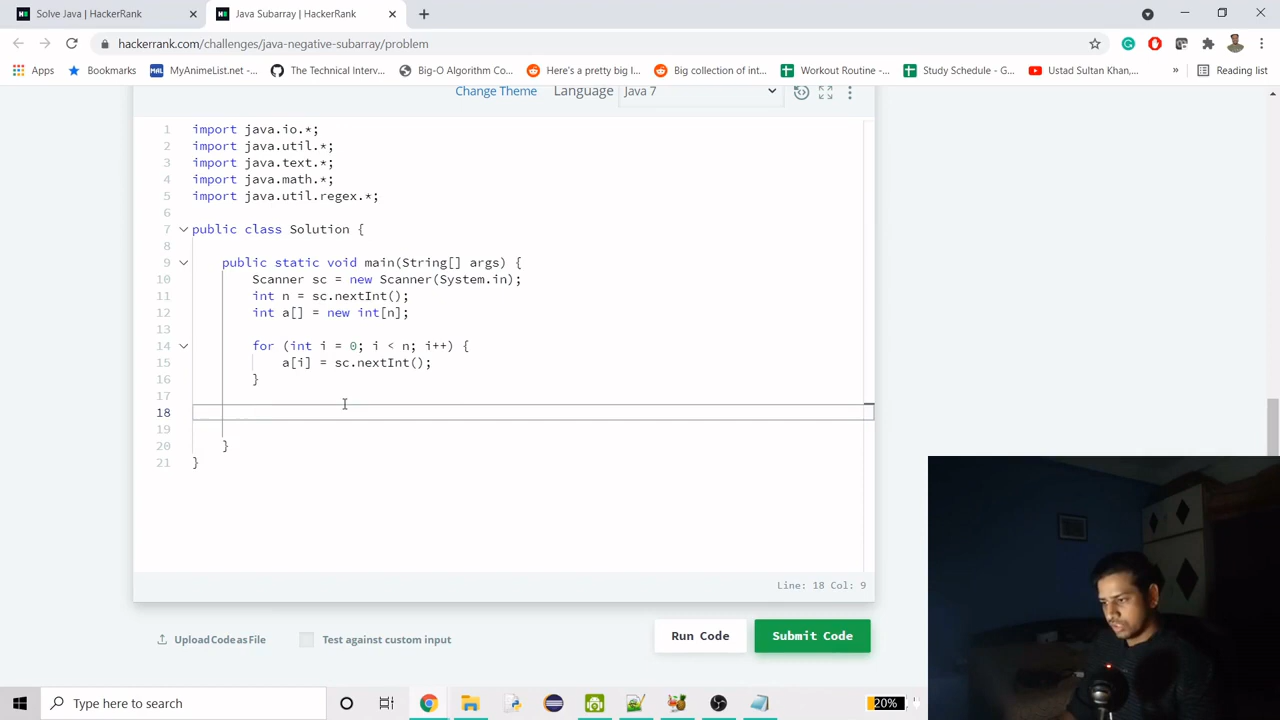 Solve Java | HackerRank
Java Subarray | HackerRank
hackerrank.com/challenges/java-negative-subarray/problem
Apps
Bookmarks
MyAnimeList.net -...
The Technical Interv...
Big-O Algorithm Co...
Here's a pretty big l...
Big collection of int...
Workout Routine -...
Study Schedule - G...
Ustad Sultan Khan,...
»
Reading list
Change Theme Language Java 7
1 import java.io.*;
2 import java.util.*;
3 import java.text.*;
4 import java.math.*;
5 import java.util.regex.*;
6
7 public class Solution {
8
9 public static void main(String[] args) {
10 Scanner sc = new Scanner(System.in);
11 int n = sc.nextInt();
12 int a[] = new int[n];
13
14 for (int i = 0; i < n; i++) {
15 a[i] = sc.nextInt();
16 }
17
18
19
20 }
21 }
Line: 18 Col: 9
Upload Code as File
Test against custom input
Run Code
Submit Code
Type here to search
20%